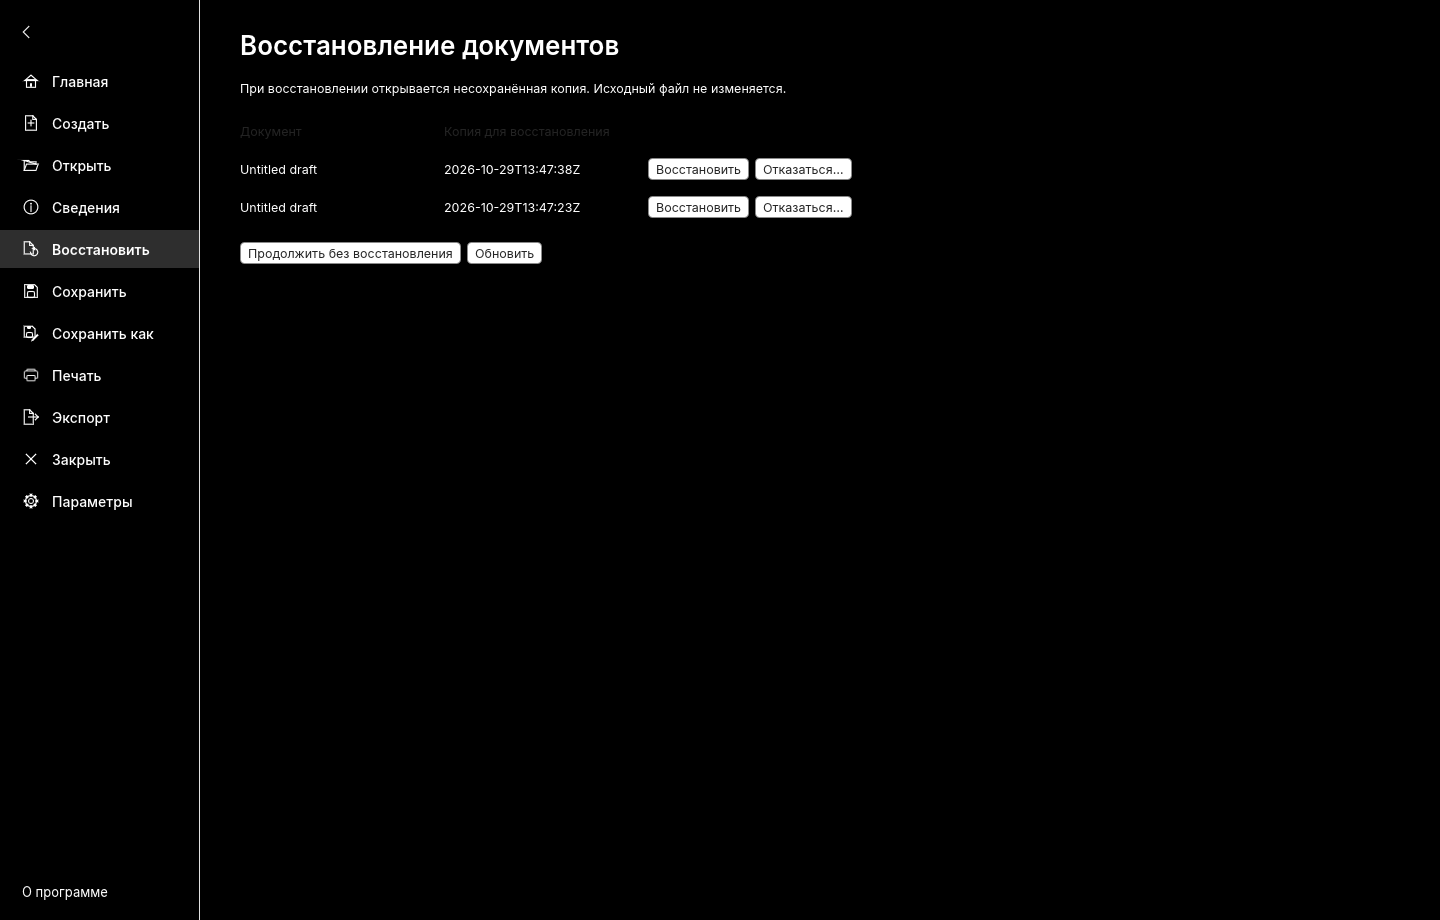 Главная
Создать
Открыть
Сведения
Восстановить
Сохранить
Сохранить как
Печать
Экспорт
Закрыть
Параметры
О программе
Восстановление документов
При восстановлении открывается несохранённая копия. Исходный файл не изменяется.
Документ Копия для восстановления
Untitled draft 2026-10-29T13:47:38Z Восстановить Отказаться...
Untitled draft 2026-10-29T13:47:23Z Восстановить Отказаться...
Продолжить без восстановления Обновить